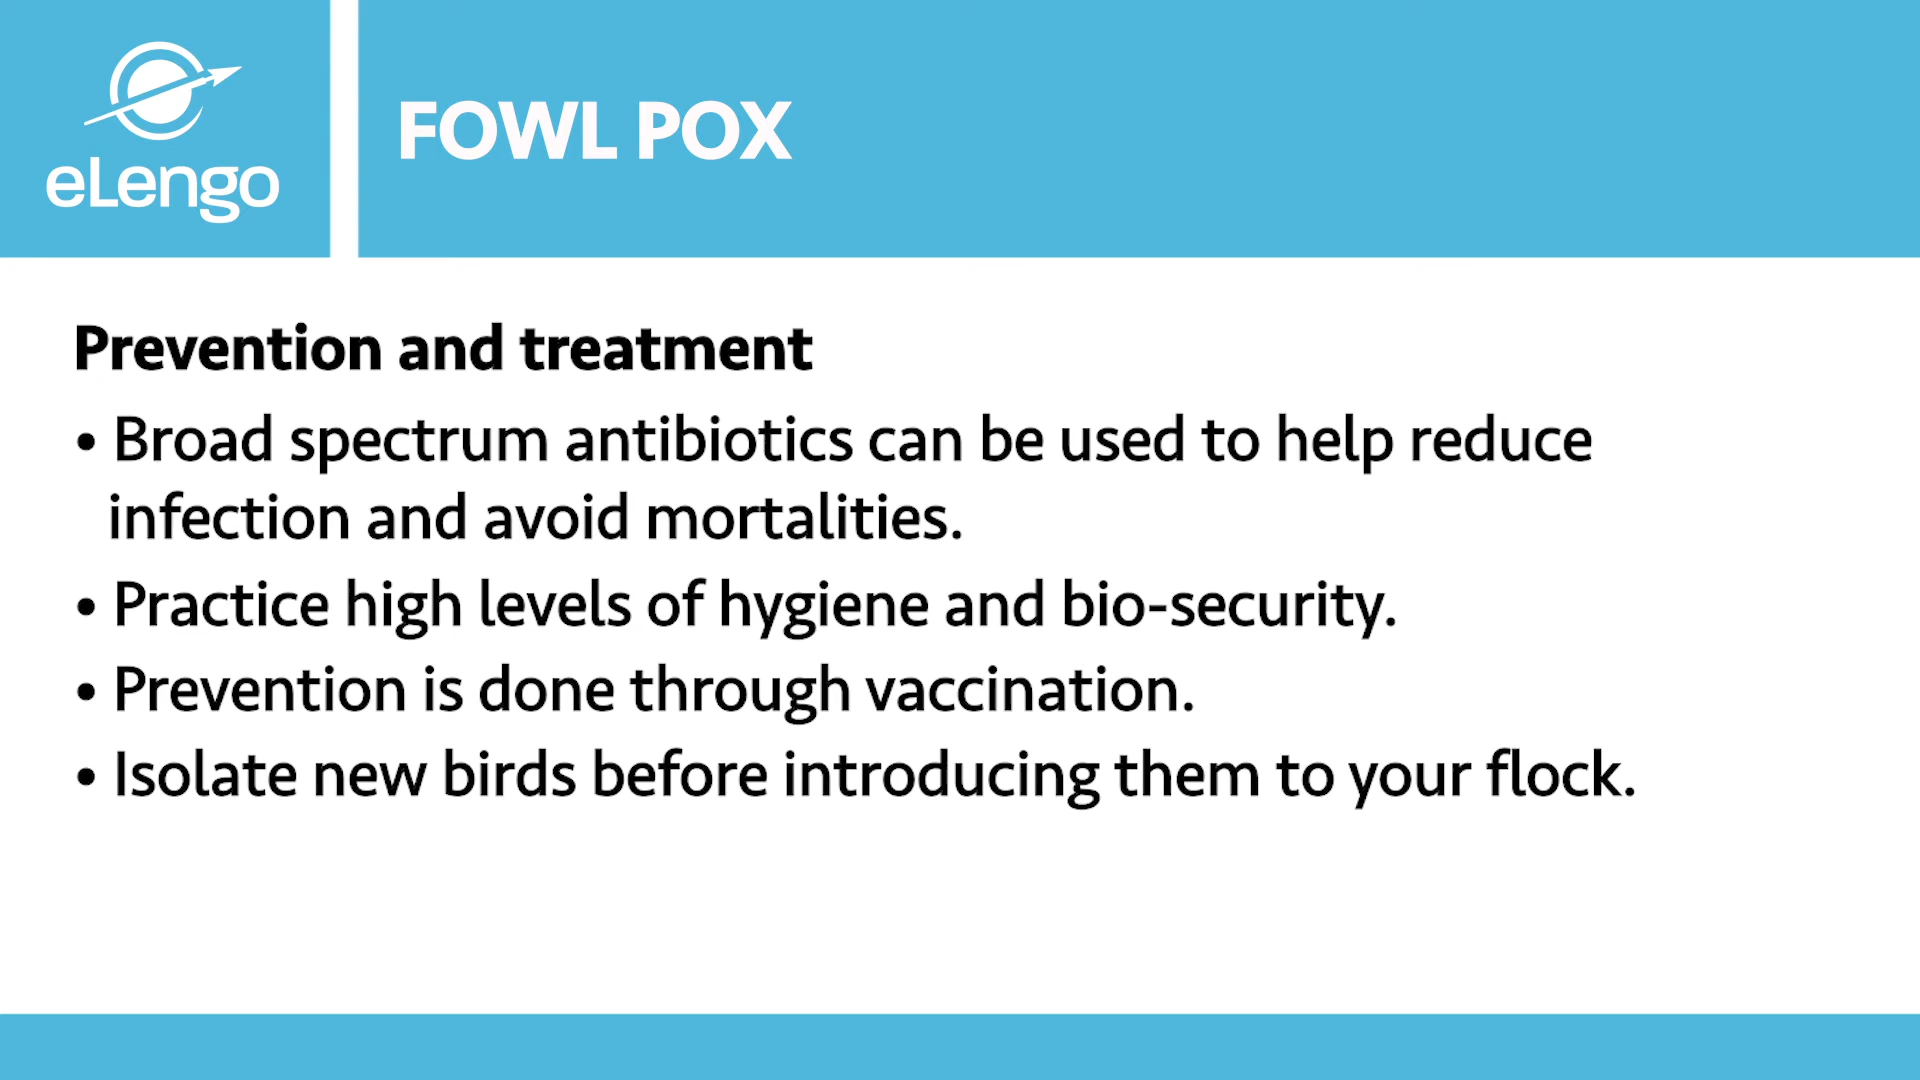 eLengo
FOWL POX
Prevention and treatment
• Broad spectrum antibiotics can be used to help reduce
infection and avoid mortalities.
• Practice high levels of hygiene and bio-security.
• Prevention is done through vaccination.
• Isolate new birds before introducing them to your flock.